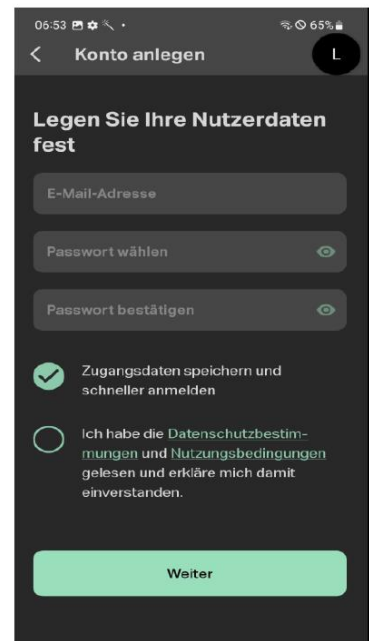 06:53 65%
Konto anlegen L
Legen Sie Ihre Nutzerdaten
fest
E-Mail-Adresse
Passwort wählen
Passwort bestätigen
Zugangsdaten speichern und
schneller anmelden
Ich habe die Datenschutzbestim-
mungen und Nutzungsbedingungen
gelesen und erkläre mich damit
einverstanden.
Weiter